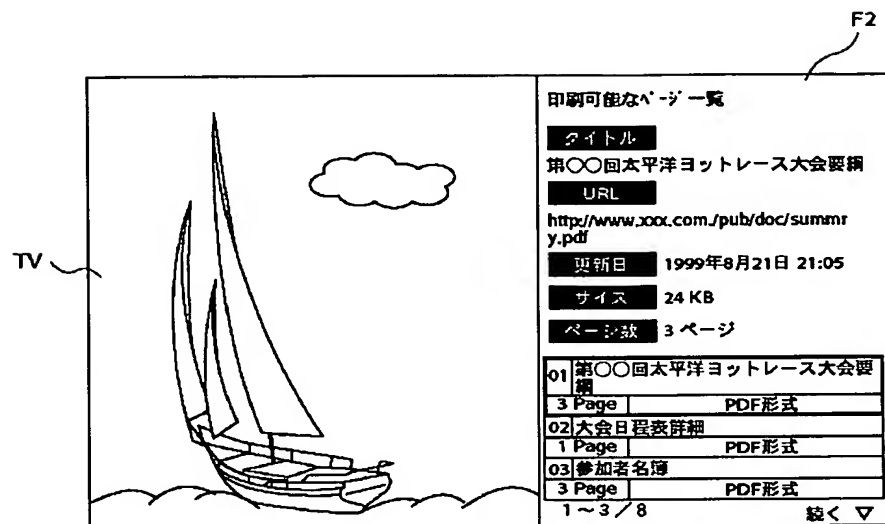 F2
TV
印刷可能なページ一覧
タイトル
第〇〇回太平洋ヨットレース大会要綱
URL
http://www.xxx.com./pub/doc/summr
y.pdf
更新日 1999年8月21日 21:05
サイズ 24 KB
ページ数 3 ページ
01 第〇〇回太平洋ヨットレース大会要
綱
3 Page PDF形式
02 大会日程表詳細
1 Page PDF形式
03 参加者名簿
3 Page PDF形式
1～3／8 続く ▽